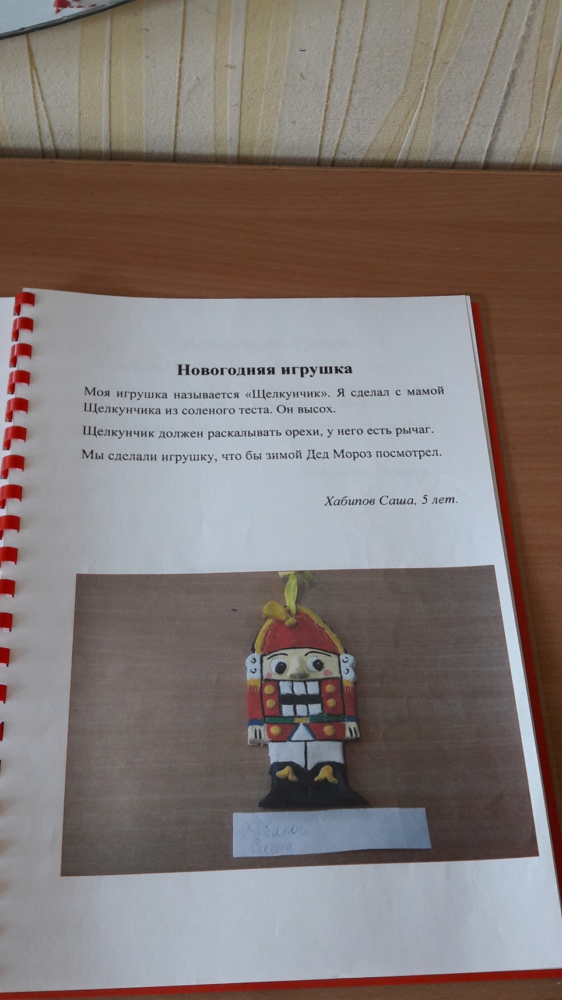 Новогодняя игрушка
Моя игрушка называется «Щелкунчик». Я сделал с мамой
Щелкунчика из соленого теста. Он высох.
Щелкунчик должен раскалывать орехи, у него есть рычаг.
Мы сделали игрушку, что бы зимой Дед Мороз посмотрел.
Хабипов Саша, 5 лет.
Хабипов
Саша